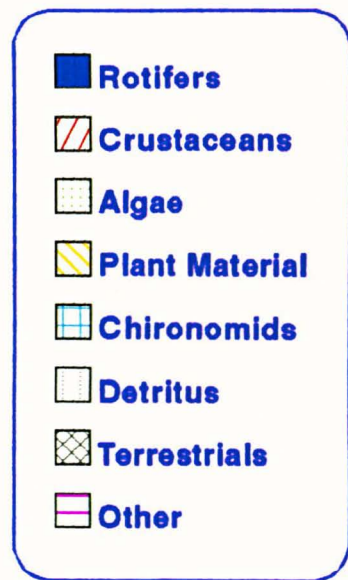 Rotifers
Crustaceans
Algae
Plant Material
Chironomids
Detritus
Terrestrials
Other